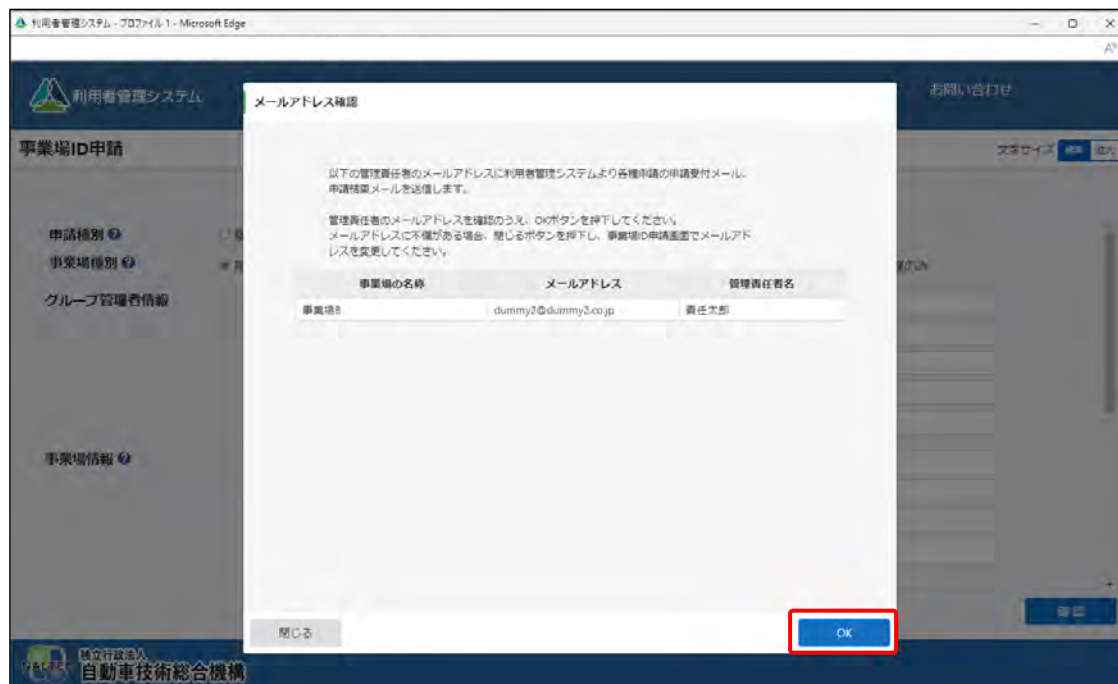 利用者管理システム - プロファイル 1 - Microsoft Edge
利用者管理システム
お問い合わせ
事業場ID申請
文字サイズ 標準 拡大
メールアドレス確認
以下の管理責任者のメールアドレスに利用者管理システムより各種申請の申請受付メール、
申請結果メールを送信します。
管理責任者のメールアドレスを確認のうえ、OKボタンを押下してください。
メールアドレスに不備がある場合、閉じるボタンを押下し、事業場ID申請画面でメールアド
レスを変更してください。
事業場の名称 メールアドレス 管理責任者名
事業場B dummy2@dummy2.co.jp 責任太郎
申請種別
事業場種別
グループ管理者情報
事業場情報
確認
閉じる OK
独立行政法人
自動車技術総合機構